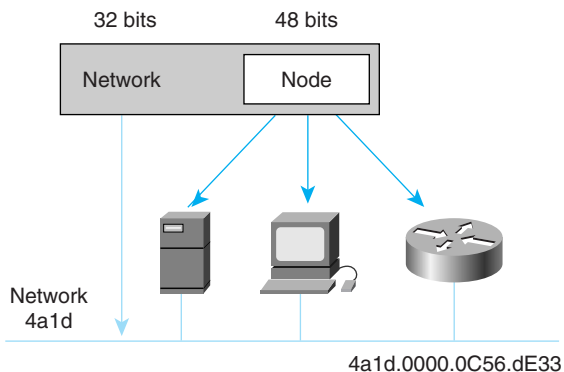 32 bits
48 bits
Network
Node
Network
4a1d
4a1d.0000.0C56.dE33